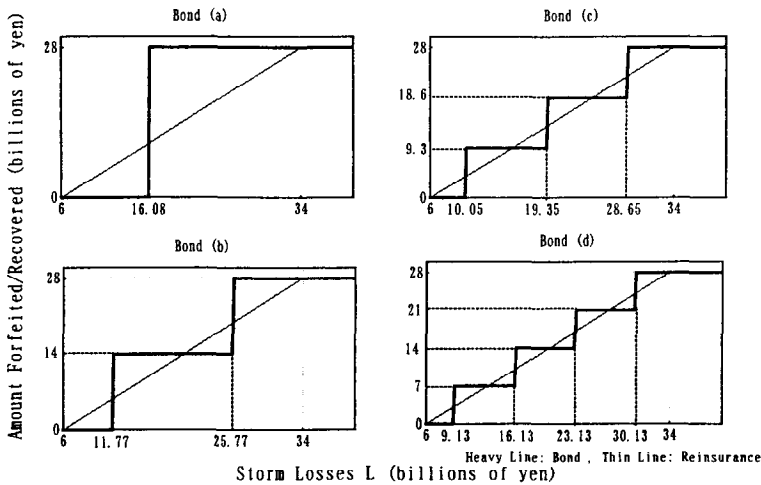 Amount Forfeited/Recovered (billions of yen)
Bond (a)
28
0
6 16.08 34
Bond (c)
28
18.6
9.3
0
6 10.05 19.35 28.65 34
Bond (b)
28
14
0
6 11.77 25.77 34
Bond (d)
28
21
14
7
0
6 9.13 16.13 23.13 30.13 34
Heavy Line: Bond , Thin Line: Reinsurance
Storm Losses L (billions of yen)